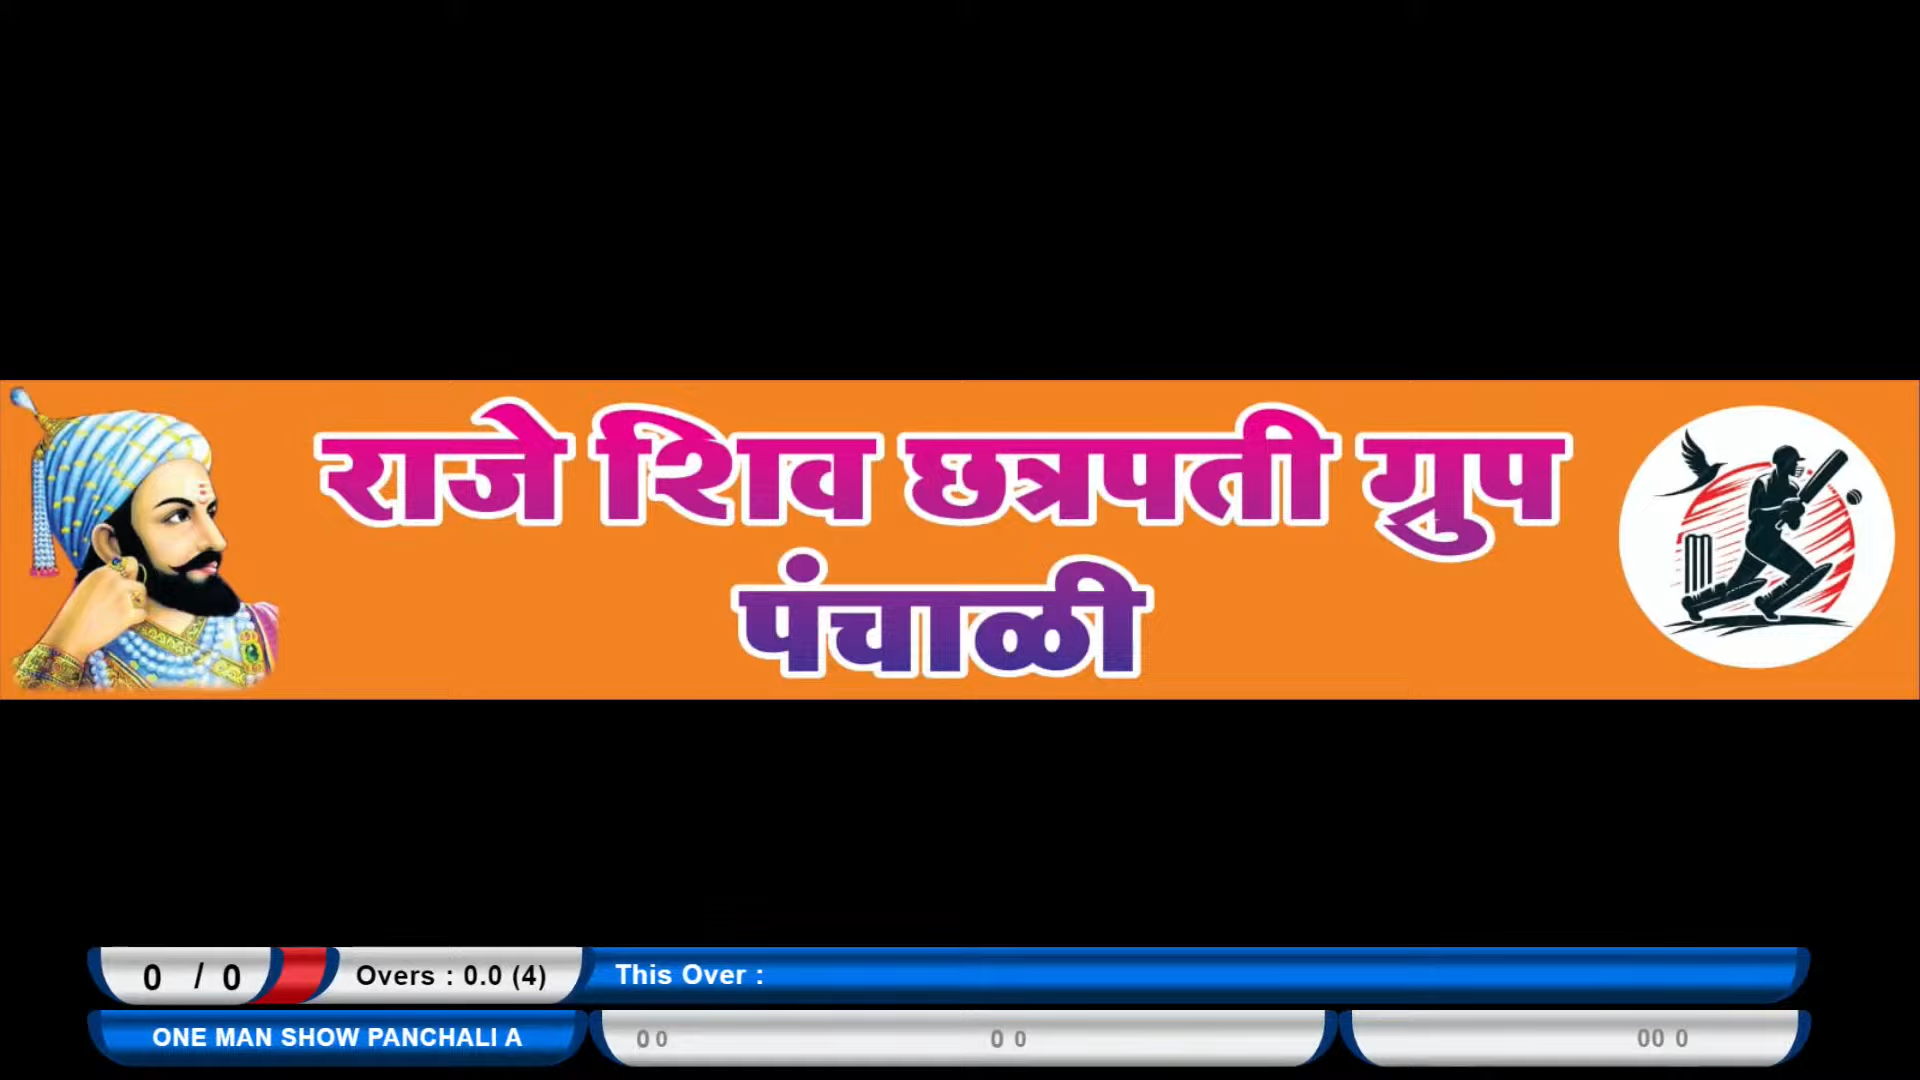 राजे शिव छत्रपती ग्रुप
पंचाळी
0 / 0 Overs : 0.0 (4) This Over :
ONE MAN SHOW PANCHALI A 0 0 0 0 00 0